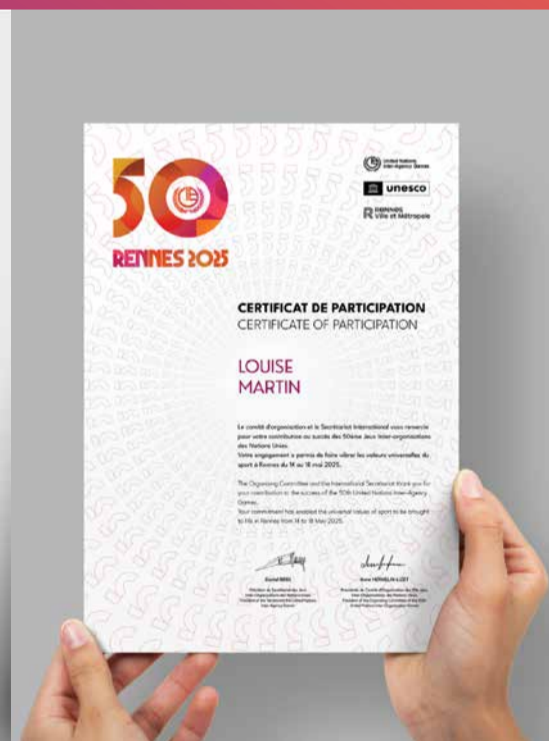 50
RENNES 2025
United Nations
Inter-Agency Games
unesco
RENNES
Ville et Métropole
CERTIFICAT DE PARTICIPATION
CERTIFICATE OF PARTICIPATION
LOUISE
MARTIN
Le comité d'organisation et le Secrétariat International vous remercie
pour votre contribution au succès des 50ème Jeux Inter-organisations
des Nations Unies.
Votre engagement a permis de faire vibrer les valeurs universelles du
sport à Rennes du 14 au 18 mai 2025.
The Organising Committee and the International Secretariat thank you for
your contribution to the success of the 50th United Nations Inter-Agency
Games.
Your commitment has enabled the universal values of sport to be brought
to life in Rennes from 14 to 18 May 2025.